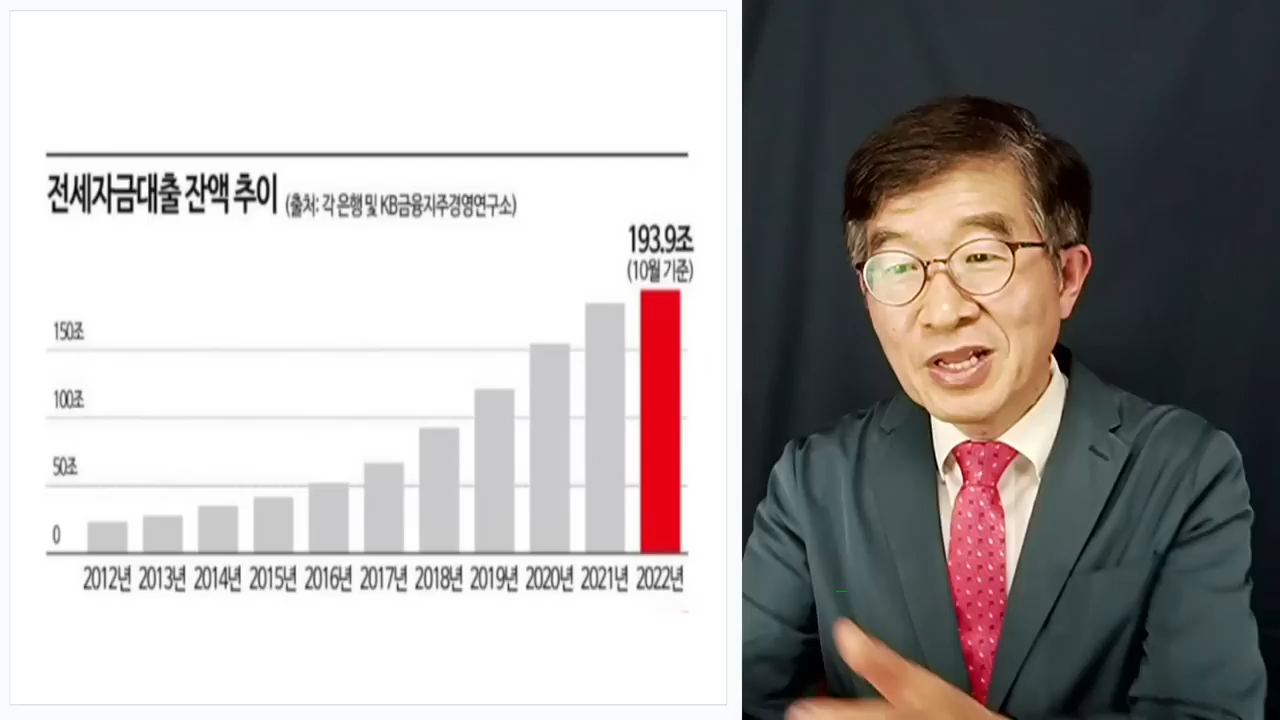 전세자금대출 잔액 추이 (출처: 각 은행 및 KB금융지주경영연구소)
193.9조
(10월 기준)
150조
100조
50조
0
2012년 2013년 2014년 2015년 2016년 2017년 2018년 2019년 2020년 2021년 2022년